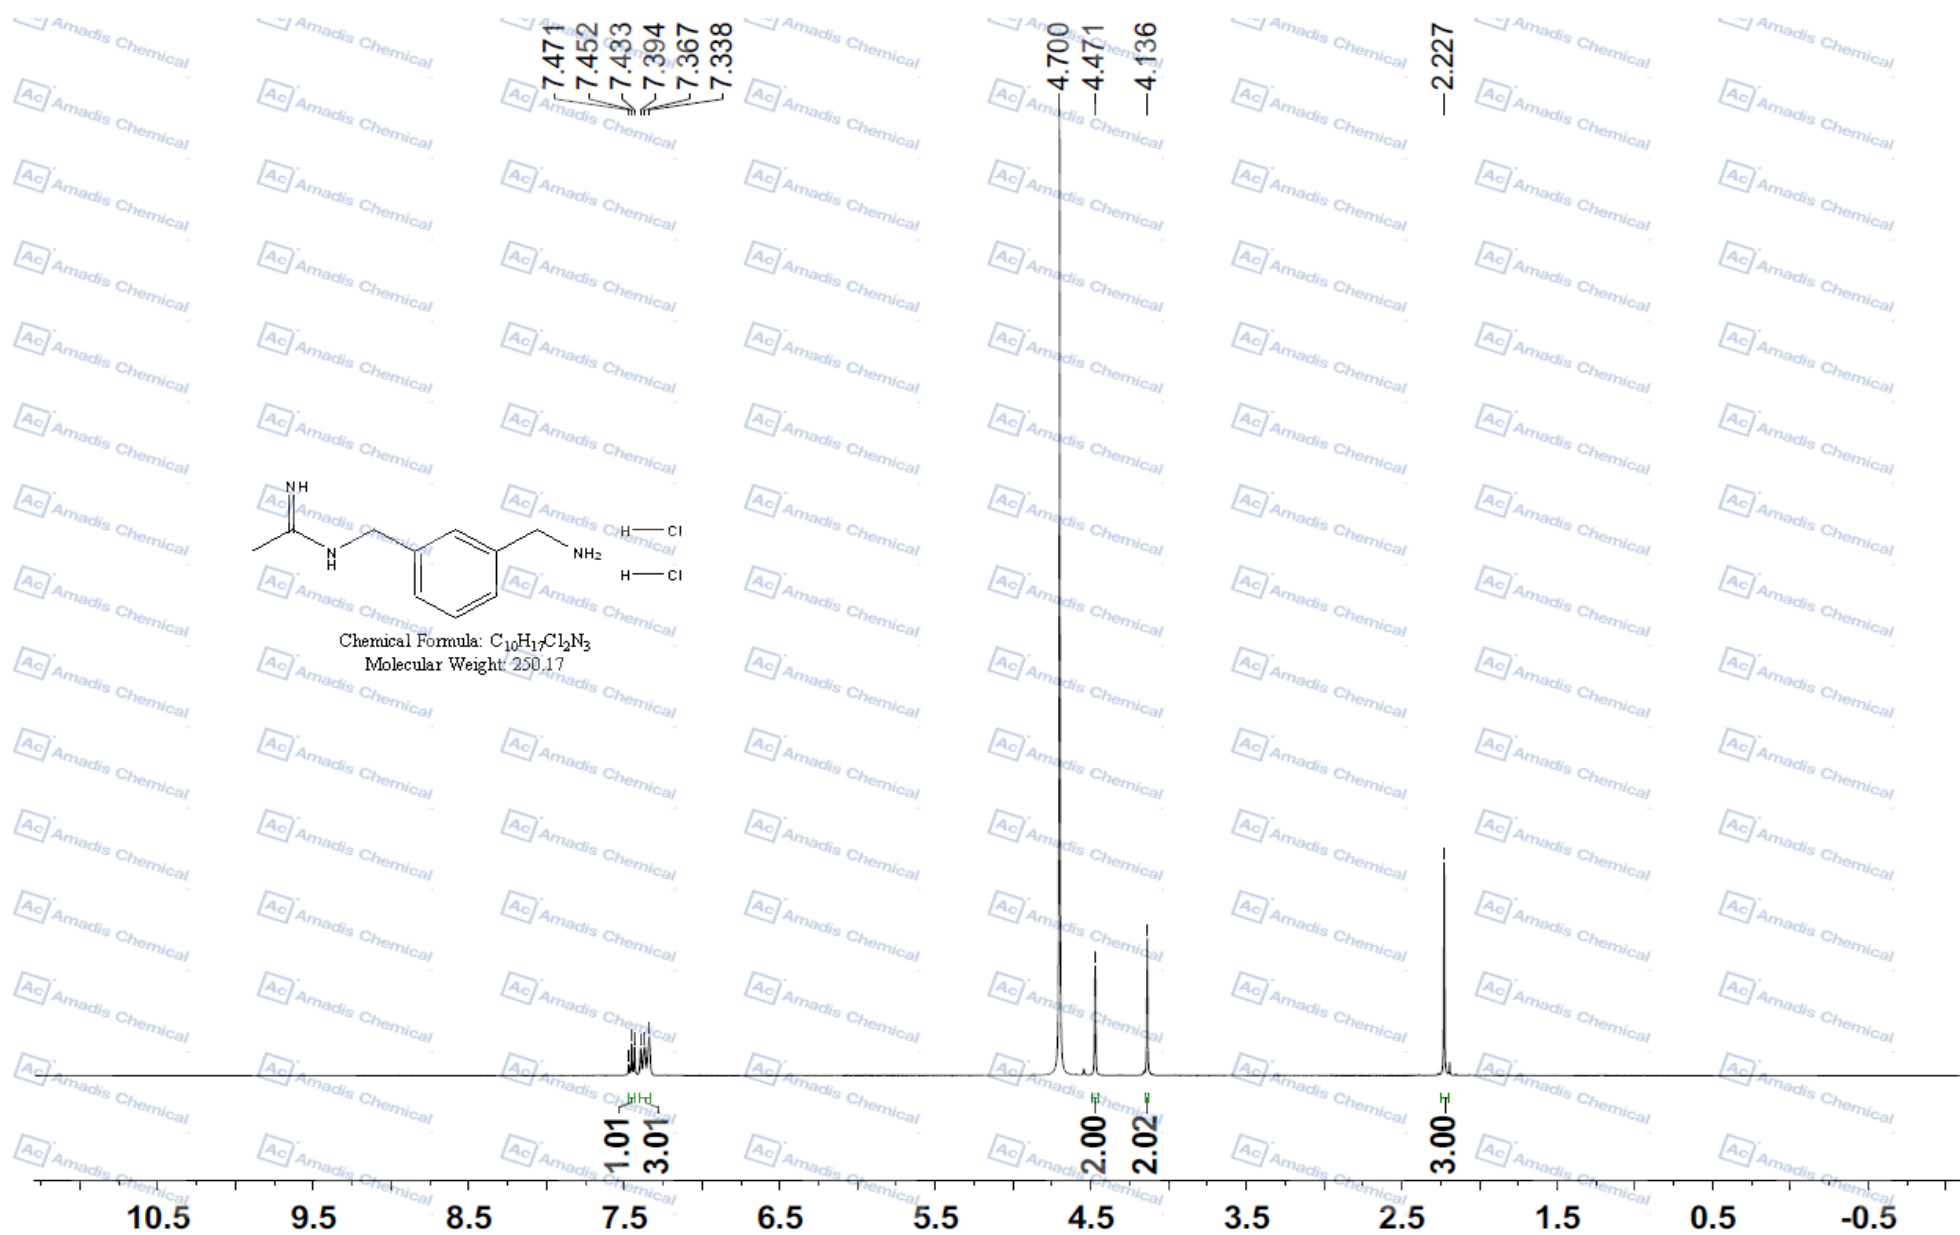 7.471
7.452
7.433
7.394
7.367
7.338
4.700
4.471
4.136
2.227
NH
N
H
NH₂
H Cl
H Cl
Chemical Formula: C₁₀H₁₇Cl₂N₃
Molecular Weight: 250.17
1.01
3.01
2.00
2.02
3.00
10.5 9.5 8.5 7.5 6.5 5.5 4.5 3.5 2.5 1.5 0.5 -0.5
Ac Amadis Chemical